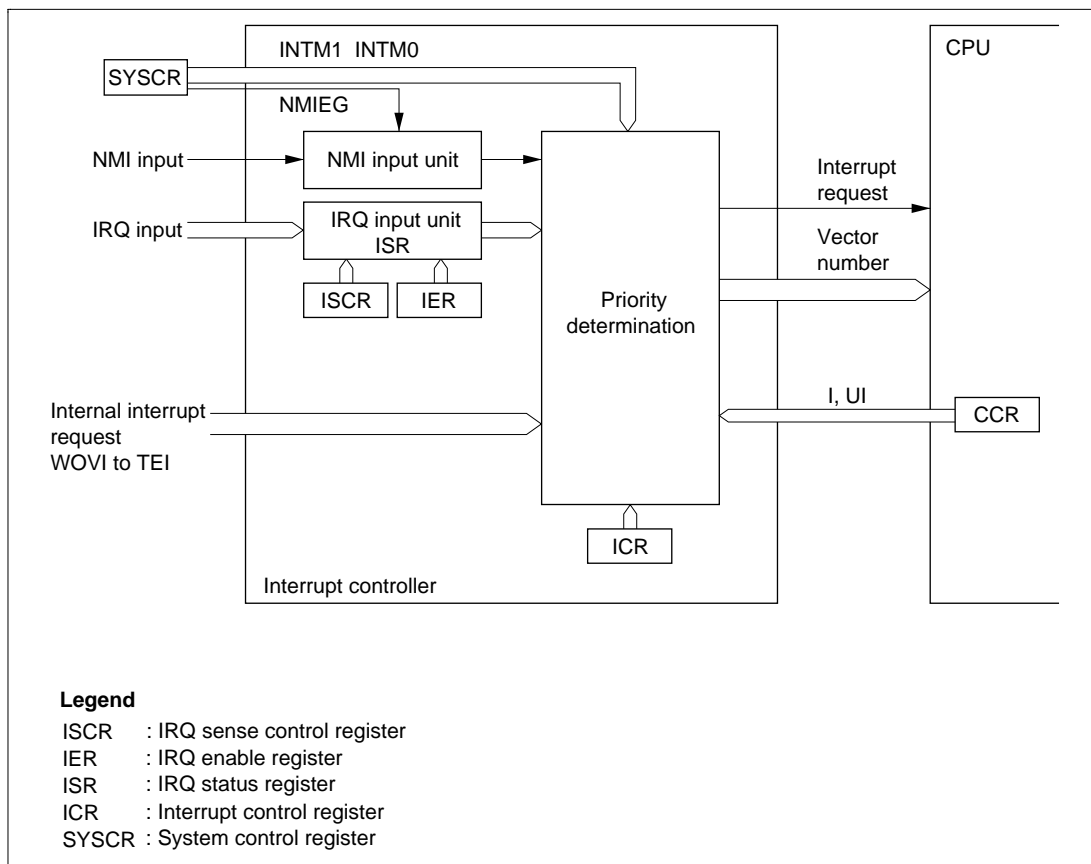 INTM1 INTM0
CPU
SYSCR
NMIEG
NMI input
NMI input unit
Interrupt
request
IRQ input
IRQ input unit
ISR
Vector
number
ISCR
IER
Priority
determination
I, UI
CCR
Internal interrupt
request
WOVI to TEI
ICR
Interrupt controller
Legend
ISCR : IRQ sense control register
IER : IRQ enable register
ISR : IRQ status register
ICR : Interrupt control register
SYSCR : System control register